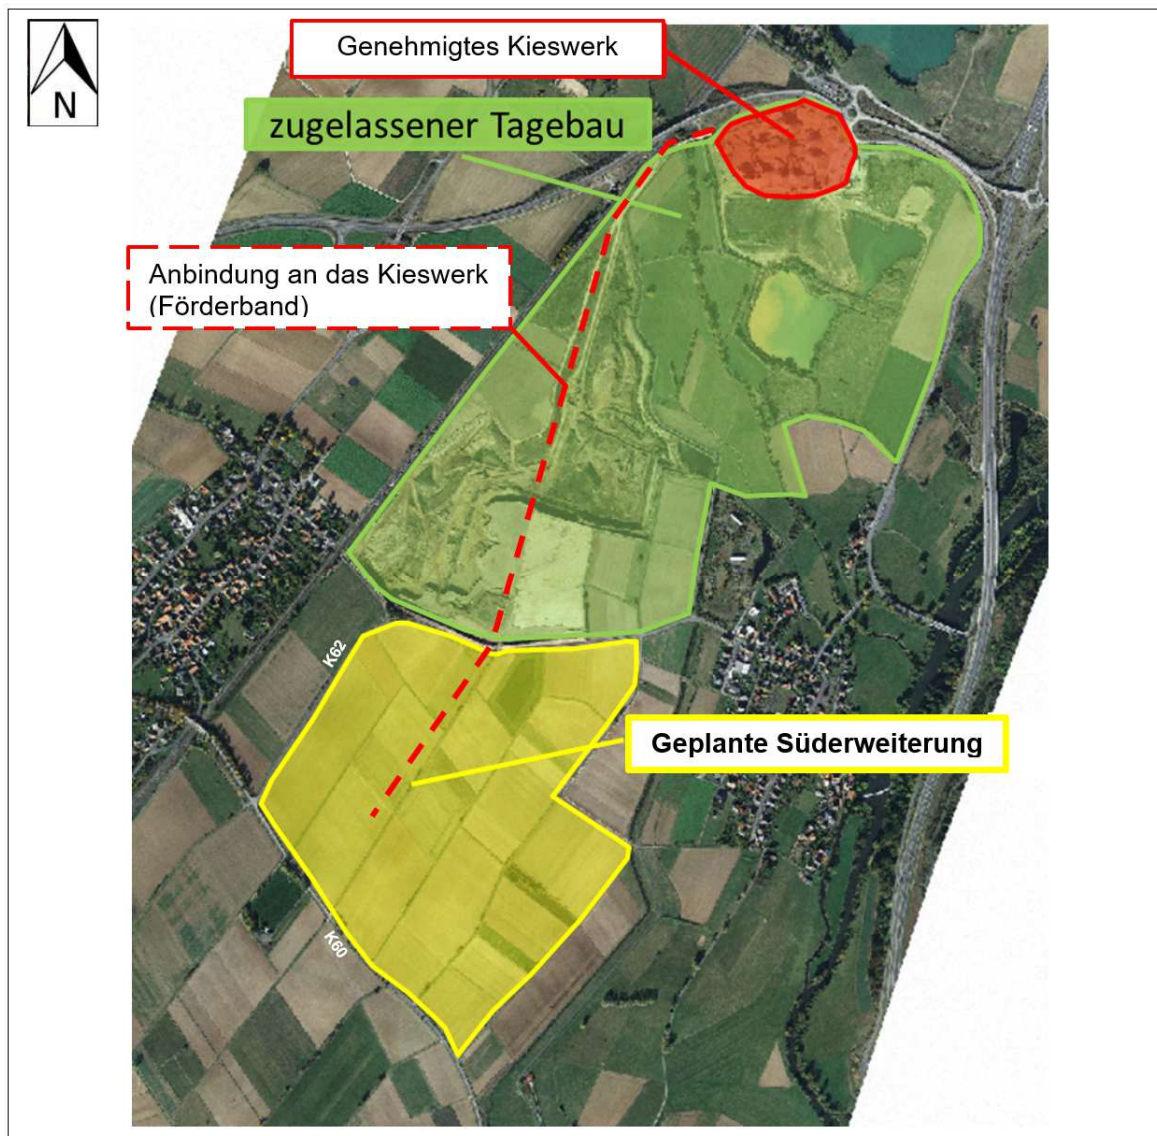 N
Genehmigtes Kieswerk
zugelassener Tagebau
Anbindung an das Kieswerk
(Förderband)
K62
Geplante Süderweiterung
K60